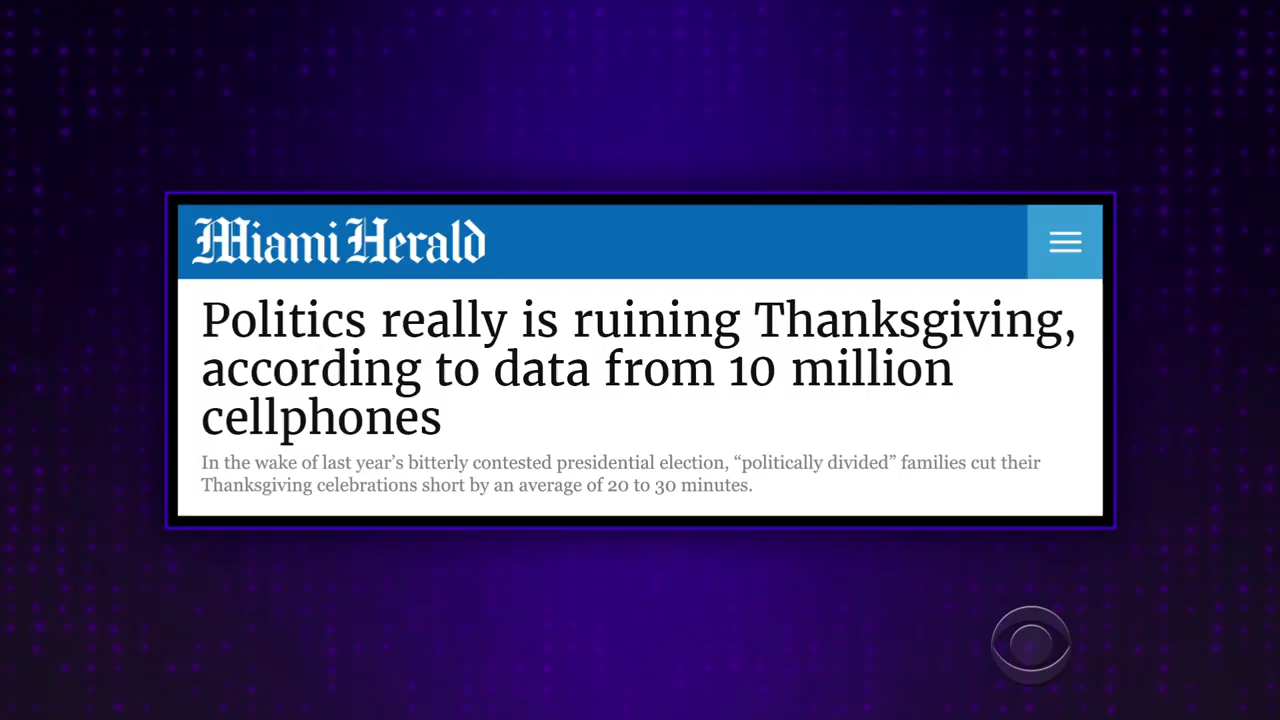 Miami Herald
Politics really is ruining Thanksgiving,
according to data from 10 million
cellphones
In the wake of last year's bitterly contested presidential election, “politically divided” families cut their
Thanksgiving celebrations short by an average of 20 to 30 minutes.